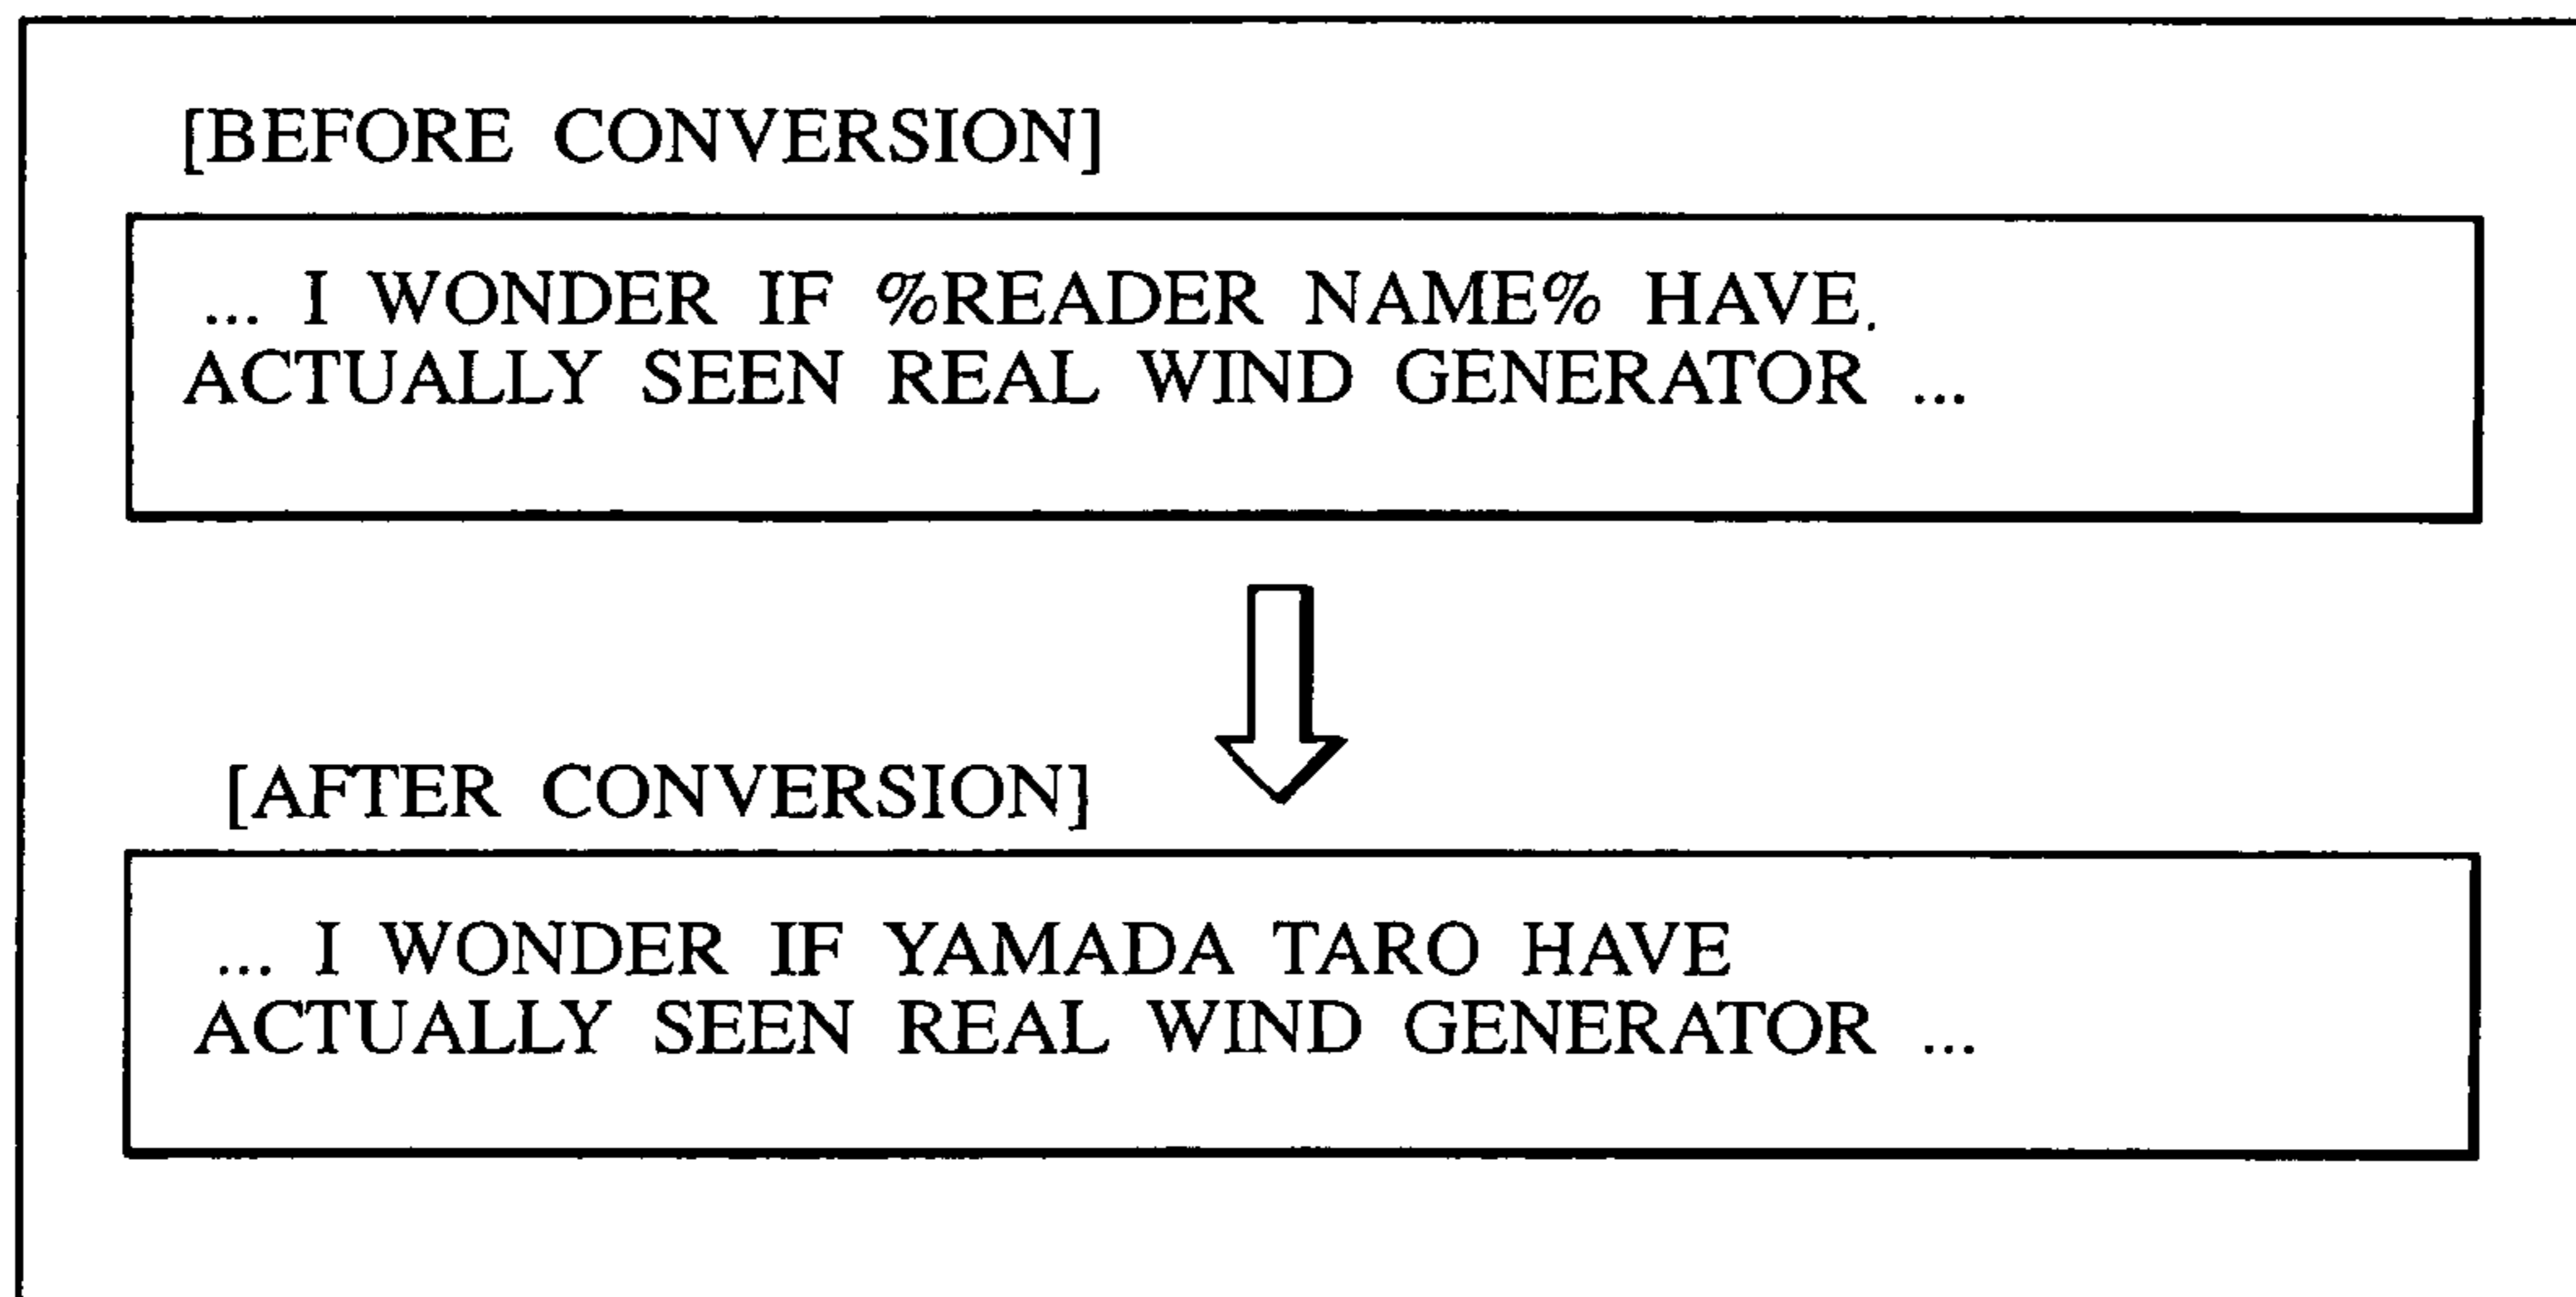 [BEFORE CONVERSION]
... I WONDER IF %READER NAME% HAVE
ACTUALLY SEEN REAL WIND GENERATOR ...
[AFTER CONVERSION]
... I WONDER IF YAMADA TARO HAVE
ACTUALLY SEEN REAL WIND GENERATOR ...